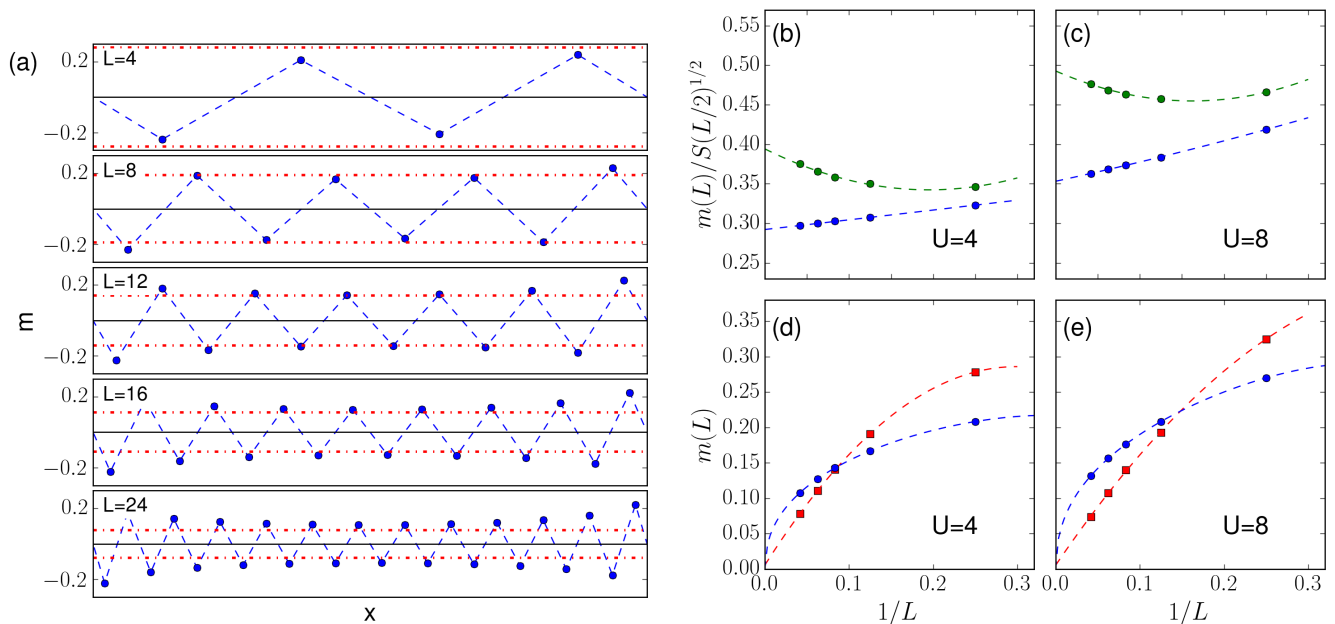 (a)
m
L=4
0.2
−0.2
L=8
0.2
−0.2
L=12
0.2
−0.2
L=16
0.2
−0.2
L=24
0.2
−0.2
x
m(L)/S(L/2)^{1/2}
(b)
0.55
0.50
0.45
0.40
0.35
0.30
0.25
U=4
(c)
U=8
m(L)
(d)
0.35
0.30
0.25
0.20
0.15
0.10
0.05
0.00
U=4
0.0 0.1 0.2 0.3
1/L
(e)
U=8
0.0 0.1 0.2 0.3
1/L